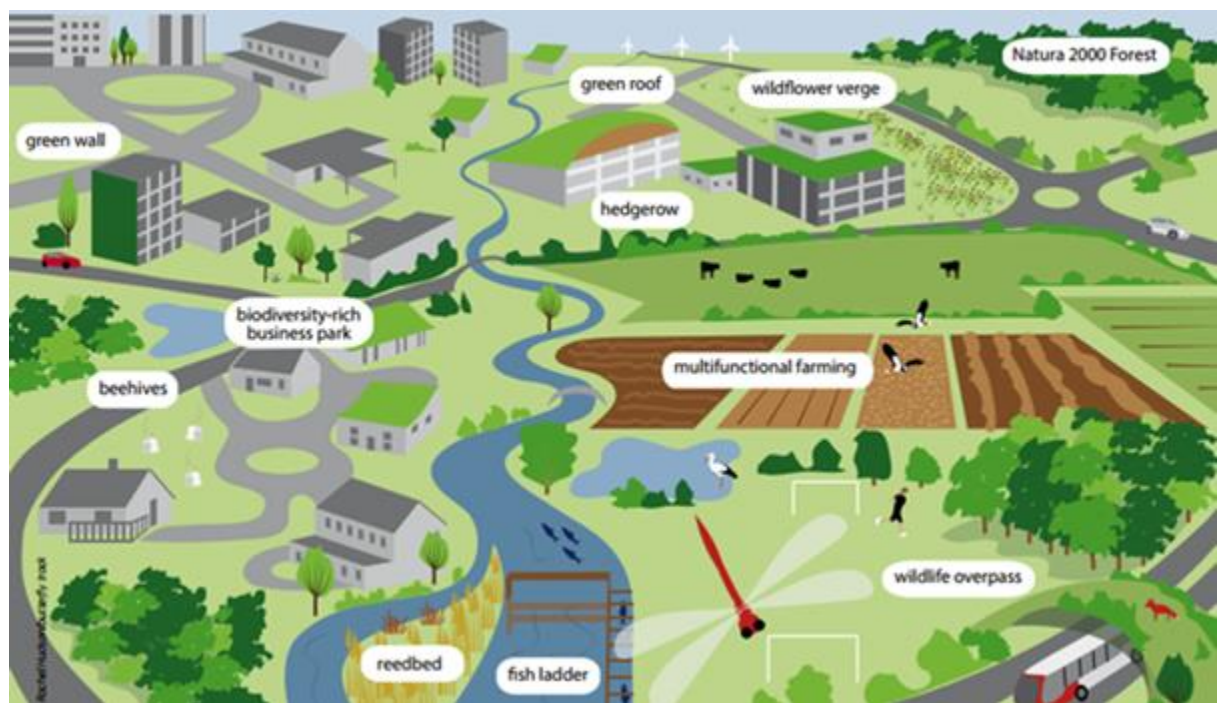 Natura 2000 Forest
green roof
wildflower verge
green wall
hedgerow
biodiversity-rich
business park
multifunctional farming
beehives
wildlife overpass
reedbed
fish ladder